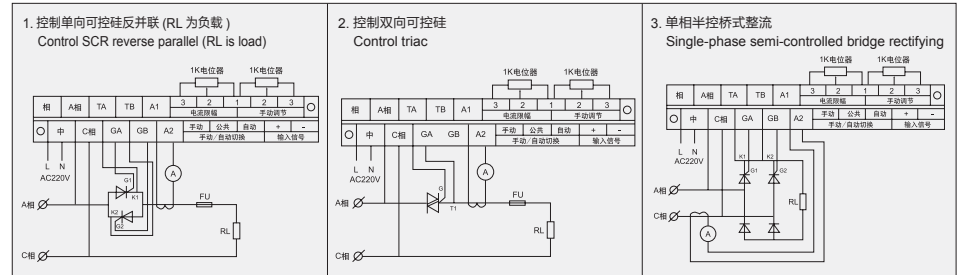 1. 控制单向可控硅反并联 (RL 为负载 )
Control SCR reverse parallel (RL is load)
1K电位器 1K电位器
相 A相 TA TB A1 3 2 1 2 3
电流限幅 手动调节
中 C相 GA GB A2 手动 公共 自动 + -
手动/自动切换 输入信号
L N
AC220V
A
G1
K1
K2
G2
FU
A相
RL
C相
2. 控制双向可控硅
Control triac
1K电位器 1K电位器
相 A相 TA TB A1 3 2 1 2 3
电流限幅 手动调节
中 C相 GA GB A2 手动 公共 自动 + -
手动/自动切换 输入信号
L N
AC220V
A
G
T1
FU
A相
RL
C相
3. 单相半控桥式整流
Single-phase semi-controlled bridge rectifying
1K电位器 1K电位器
相 A相 TA TB A1 3 2 1 2 3
电流限幅 手动调节
中 C相 GA GB A2 手动 公共 自动 + -
手动/自动切换 输入信号
L N
AC220V
K1 K2
G1 G2
A相
RL
C相
A